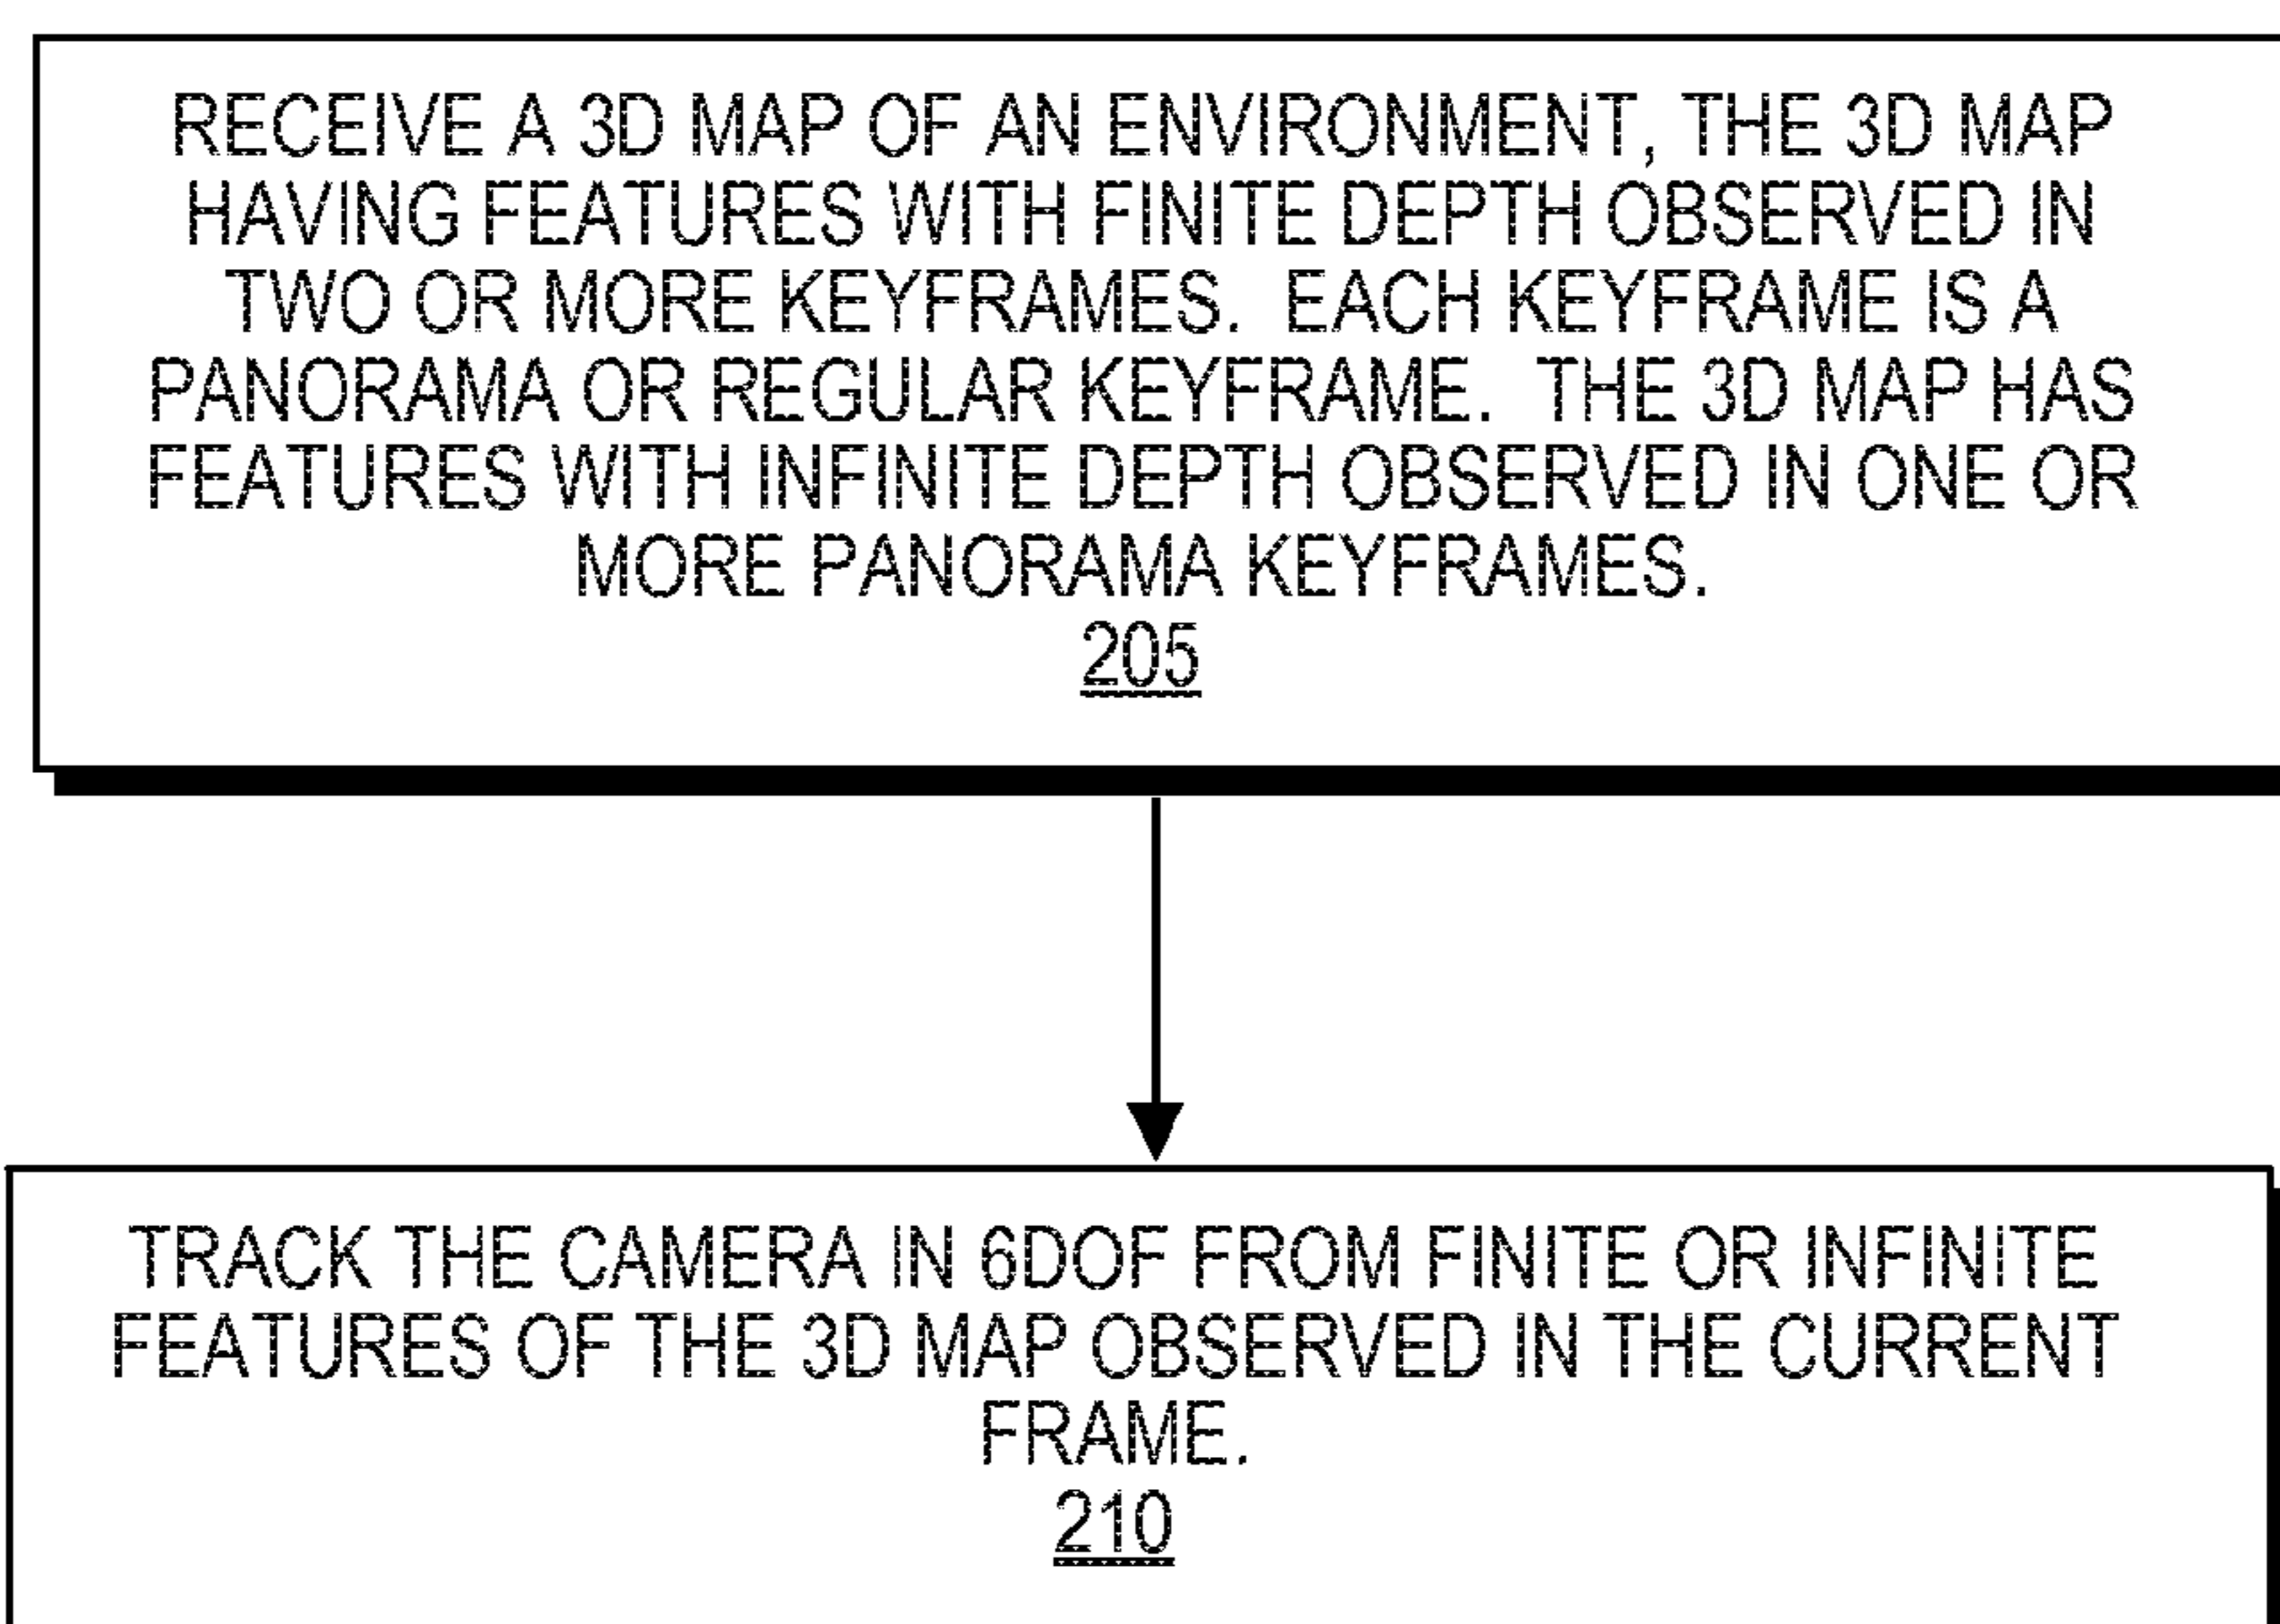 RECEIVE A 3D MAP OF AN ENVIRONMENT, THE 3D MAP
HAVING FEATURES WITH FINITE DEPTH OBSERVED IN
TWO OR MORE KEYFRAMES. EACH KEYFRAME IS A
PANORAMA OR REGULAR KEYFRAME. THE 3D MAP HAS
FEATURES WITH INFINITE DEPTH OBSERVED IN ONE OR
MORE PANORAMA KEYFRAMES.
205
TRACK THE CAMERA IN 6DOF FROM FINITE OR INFINITE
FEATURES OF THE 3D MAP OBSERVED IN THE CURRENT
FRAME.
210